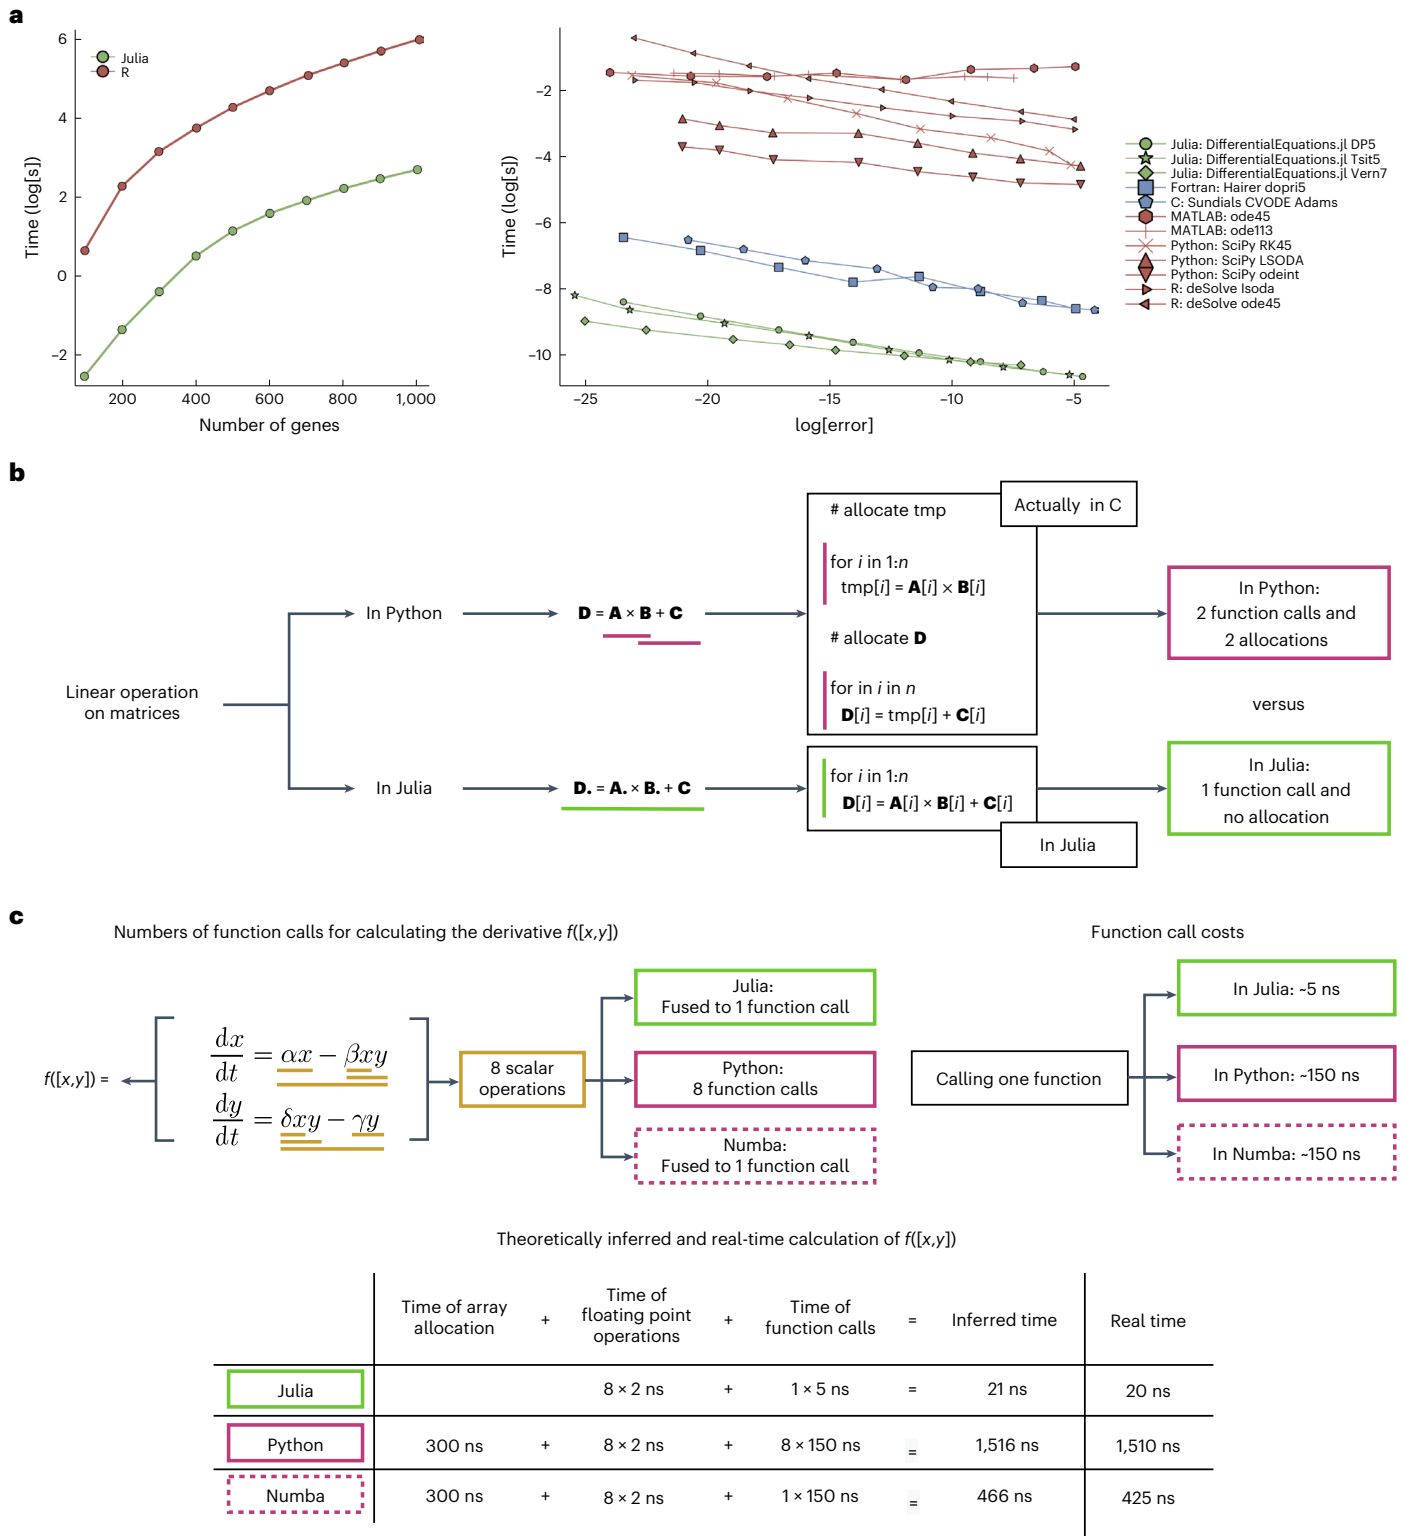 a
6
4
2
0
–2
Time (log[s])
Julia
R
200
400
600
800
1,000
Number of genes
–2
–4
–6
–8
–10
Time (log[s])
–25
–20
–15
–10
–5
log[error]
Julia: DifferentialEquations.jl DP5
Julia: DifferentialEquations.jl Tsit5
Julia: DifferentialEquations.jl Vern7
Fortran: Hairer dopri5
C: Sundials CVODE Adams
MATLAB: ode45
MATLAB: ode113
Python: SciPy RK45
Python: SciPy LSODA
Python: SciPy odeint
R: deSolve lsoda
R: deSolve ode45
b
Linear operation
on matrices
In Python
D = A × B + C
# allocate tmp
for i in 1:n
tmp[i] = A[i] × B[i]
# allocate D
for in i in n
D[i] = tmp[i] + C[i]
Actually in C
In Python:
2 function calls and
2 allocations
versus
In Julia
D. = A. × B. + C
for i in 1:n
D[i] = A[i] × B[i] + C[i]
In Julia
In Julia:
1 function call and
no allocation
c
Numbers of function calls for calculating the derivative f([x,y])
f([x,y]) =
dx/dt = αx − βxy
dy/dt = δxy − γy
8 scalar
operations
Julia:
Fused to 1 function call
Python:
8 function calls
Numba:
Fused to 1 function call
Function call costs
Calling one function
In Julia: ~5 ns
In Python: ~150 ns
In Numba: ~150 ns
Theoretically inferred and real-time calculation of f([x,y])
Time of array
allocation
+
Time of
floating point
operations
+
Time of
function calls
=
Inferred time
Real time
Julia 8 × 2 ns + 1 × 5 ns = 21 ns 20 ns
Python 300 ns + 8 × 2 ns + 8 × 150 ns = 1,516 ns 1,510 ns
Numba 300 ns + 8 × 2 ns + 1 × 150 ns = 466 ns 425 ns